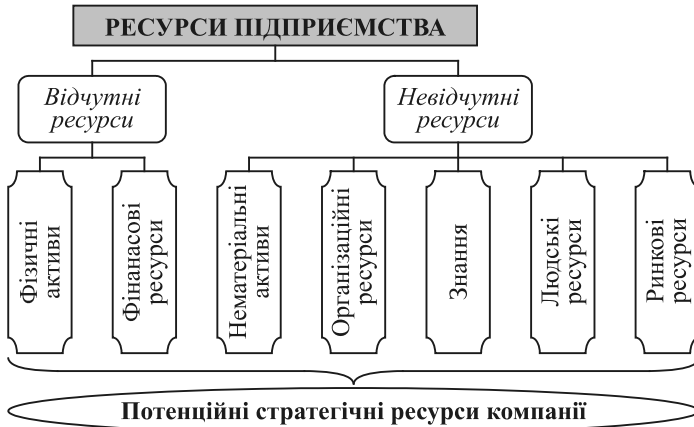 РЕСУРСИ ПІДПРИЄМСТВА
Відчутні
ресурси
Невідчутні
ресурси
Фізичні
активи
Фінанасові
ресурси
Нематеріальні
активи
Організаційні
ресурси
Знання
Людські
ресурси
Ринкові
ресурси
Потенційні стратегічні ресурси компанії